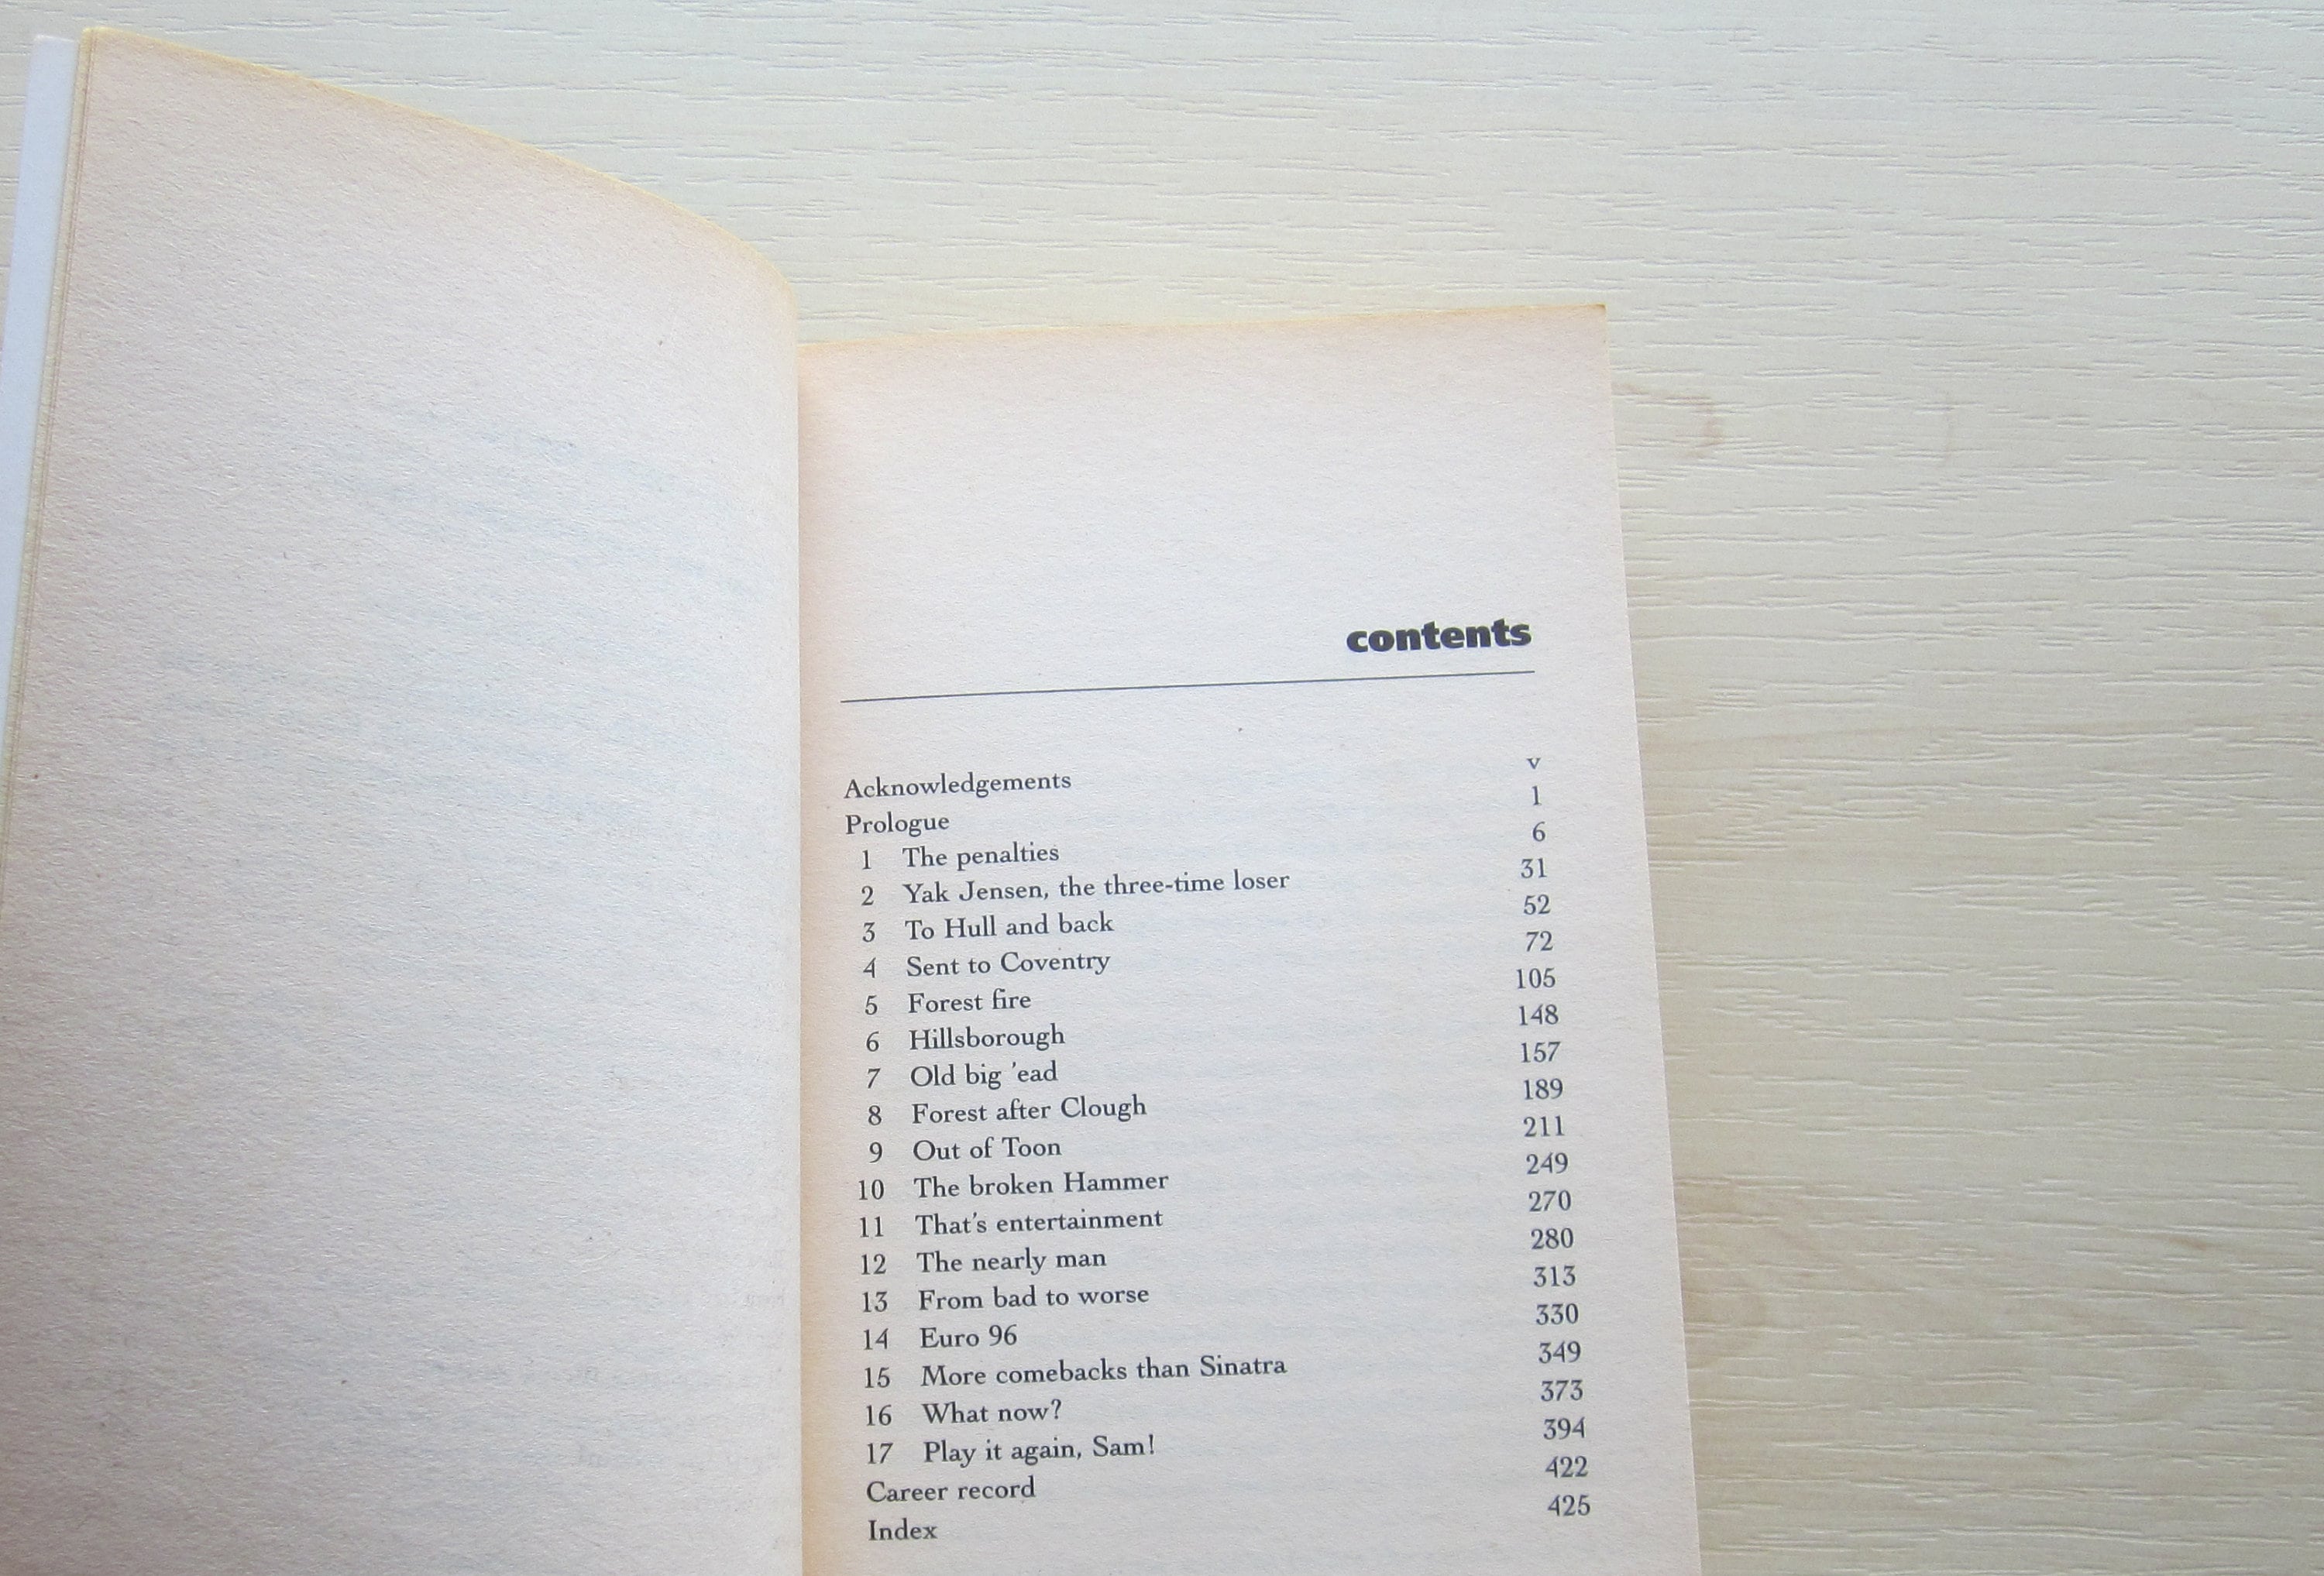 contents
Acknowledgements v
Prologue 1
1 The penalties 6
2 Yak Jensen, the three-time loser 31
3 To Hull and back 52
4 Sent to Coventry 72
5 Forest fire 105
6 Hillsborough 148
7 Old big 'ead 157
8 Forest after Clough 189
9 Out of Toon 211
10 The broken Hammer 249
11 That's entertainment 270
12 The nearly man 280
13 From bad to worse 313
14 Euro 96 330
15 More comebacks than Sinatra 349
16 What now? 373
17 Play it again, Sam! 394
Career record 422
Index 425